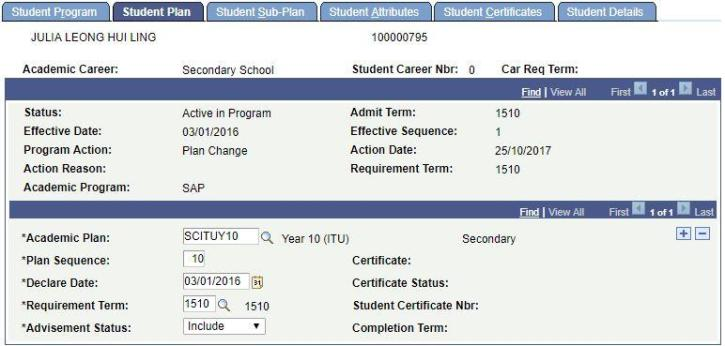 Student Program Student Plan Student Sub-Plan Student Attributes Student Certificates Student Details
JULIA LEONG HUI LING 100000795
Academic Career: Secondary School Student Career Nbr: 0 Car Req Term:
Find | View All First 1 of 1 Last
Status: Active in Program Admit Term: 1510
Effective Date: 03/01/2016 Effective Sequence: 1
Program Action: Plan Change Action Date: 25/10/2017
Action Reason: Requirement Term: 1510
Academic Program: SAP
Find | View All First 1 of 1 Last
*Academic Plan: SCITUY10 Year 10 (ITU) Secondary
*Plan Sequence: 10 Certificate:
*Declare Date: 03/01/2016 31 Certificate Status:
*Requirement Term: 1510 1510 Student Certificate Nbr:
*Advisement Status: Include Completion Term: